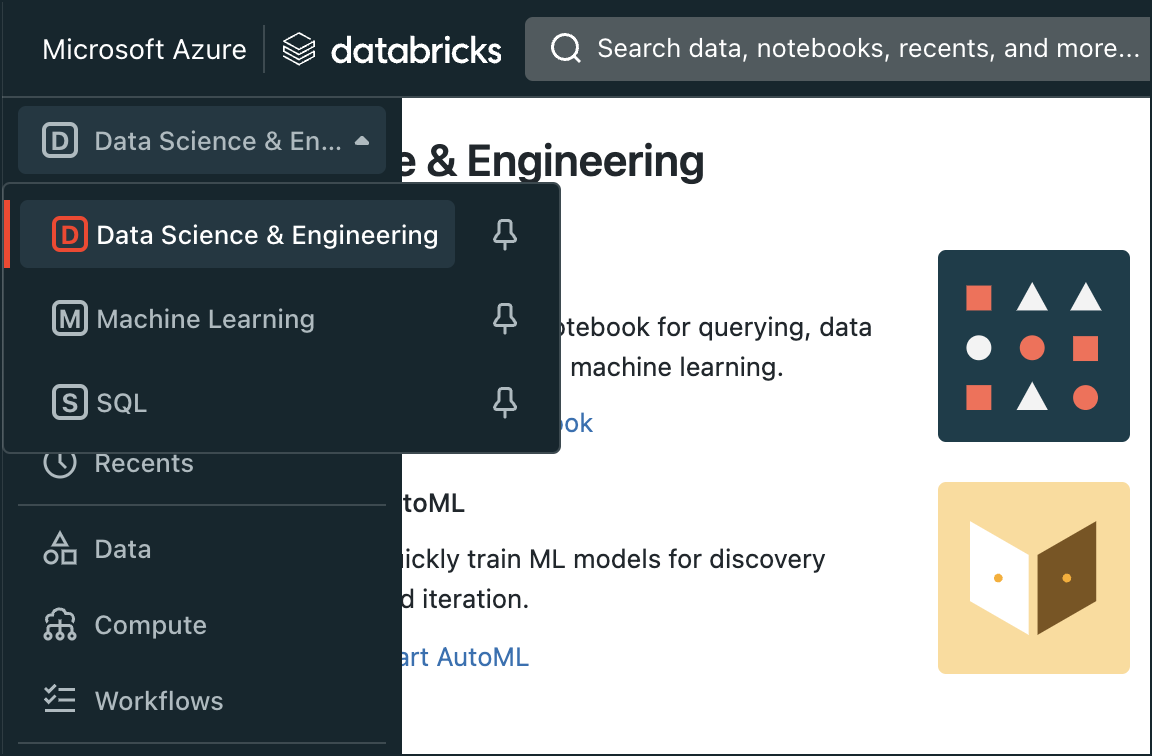 Microsoft Azure
databricks
Search data, notebooks, recents, and more...
D Data Science & En...
e & Engineering
D Data Science & Engineering
M Machine Learning
S SQL
otebook for querying, data
machine learning.
ook
Recents
Data
Compute
Workflows
toML
uickly train ML models for discovery
d iteration.
art AutoML